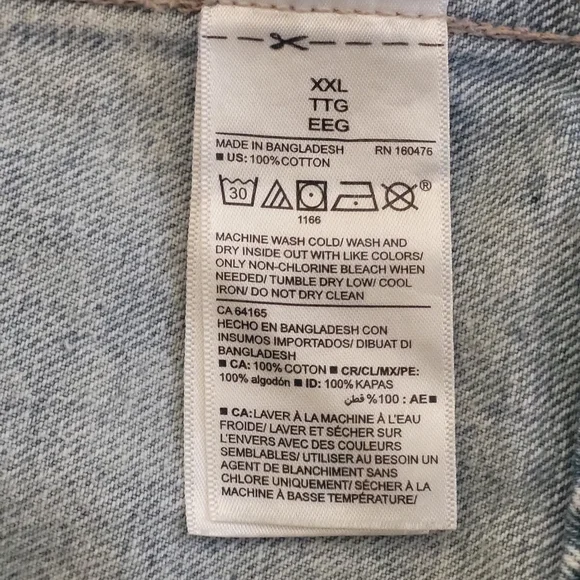 XXL
TTG
EEG
MADE IN BANGLADESH RN 160476
■ US: 100% COTTON
30 ®
1166
MACHINE WASH COLD/ WASH AND
DRY INSIDE OUT WITH LIKE COLORS/
ONLY NON-CHLORINE BLEACH WHEN
NEEDED/ TUMBLE DRY LOW/ COOL
IRON/ DO NOT DRY CLEAN
CA 64165
HECHO EN BANGLADESH CON
INSUMOS IMPORTADOS/ DIBUAT DI
BANGLADESH
■ CA: 100% COTON ■ CR/CL/MX/PE:
100% algodón ■ ID: 100% KAPAS
■AE : 100% قطن
■ CA: LAVER À LA MACHINE À L'EAU
FROIDE/ LAVER ET SÉCHER SUR
L'ENVERS AVEC DES COULEURS
SEMBLABLES/ UTILISER AU BESOIN UN
AGENT DE BLANCHIMENT SANS
CHLORE UNIQUEMENT/ SÉCHER À LA
MACHINE À BASSE TEMPÉRATURE/